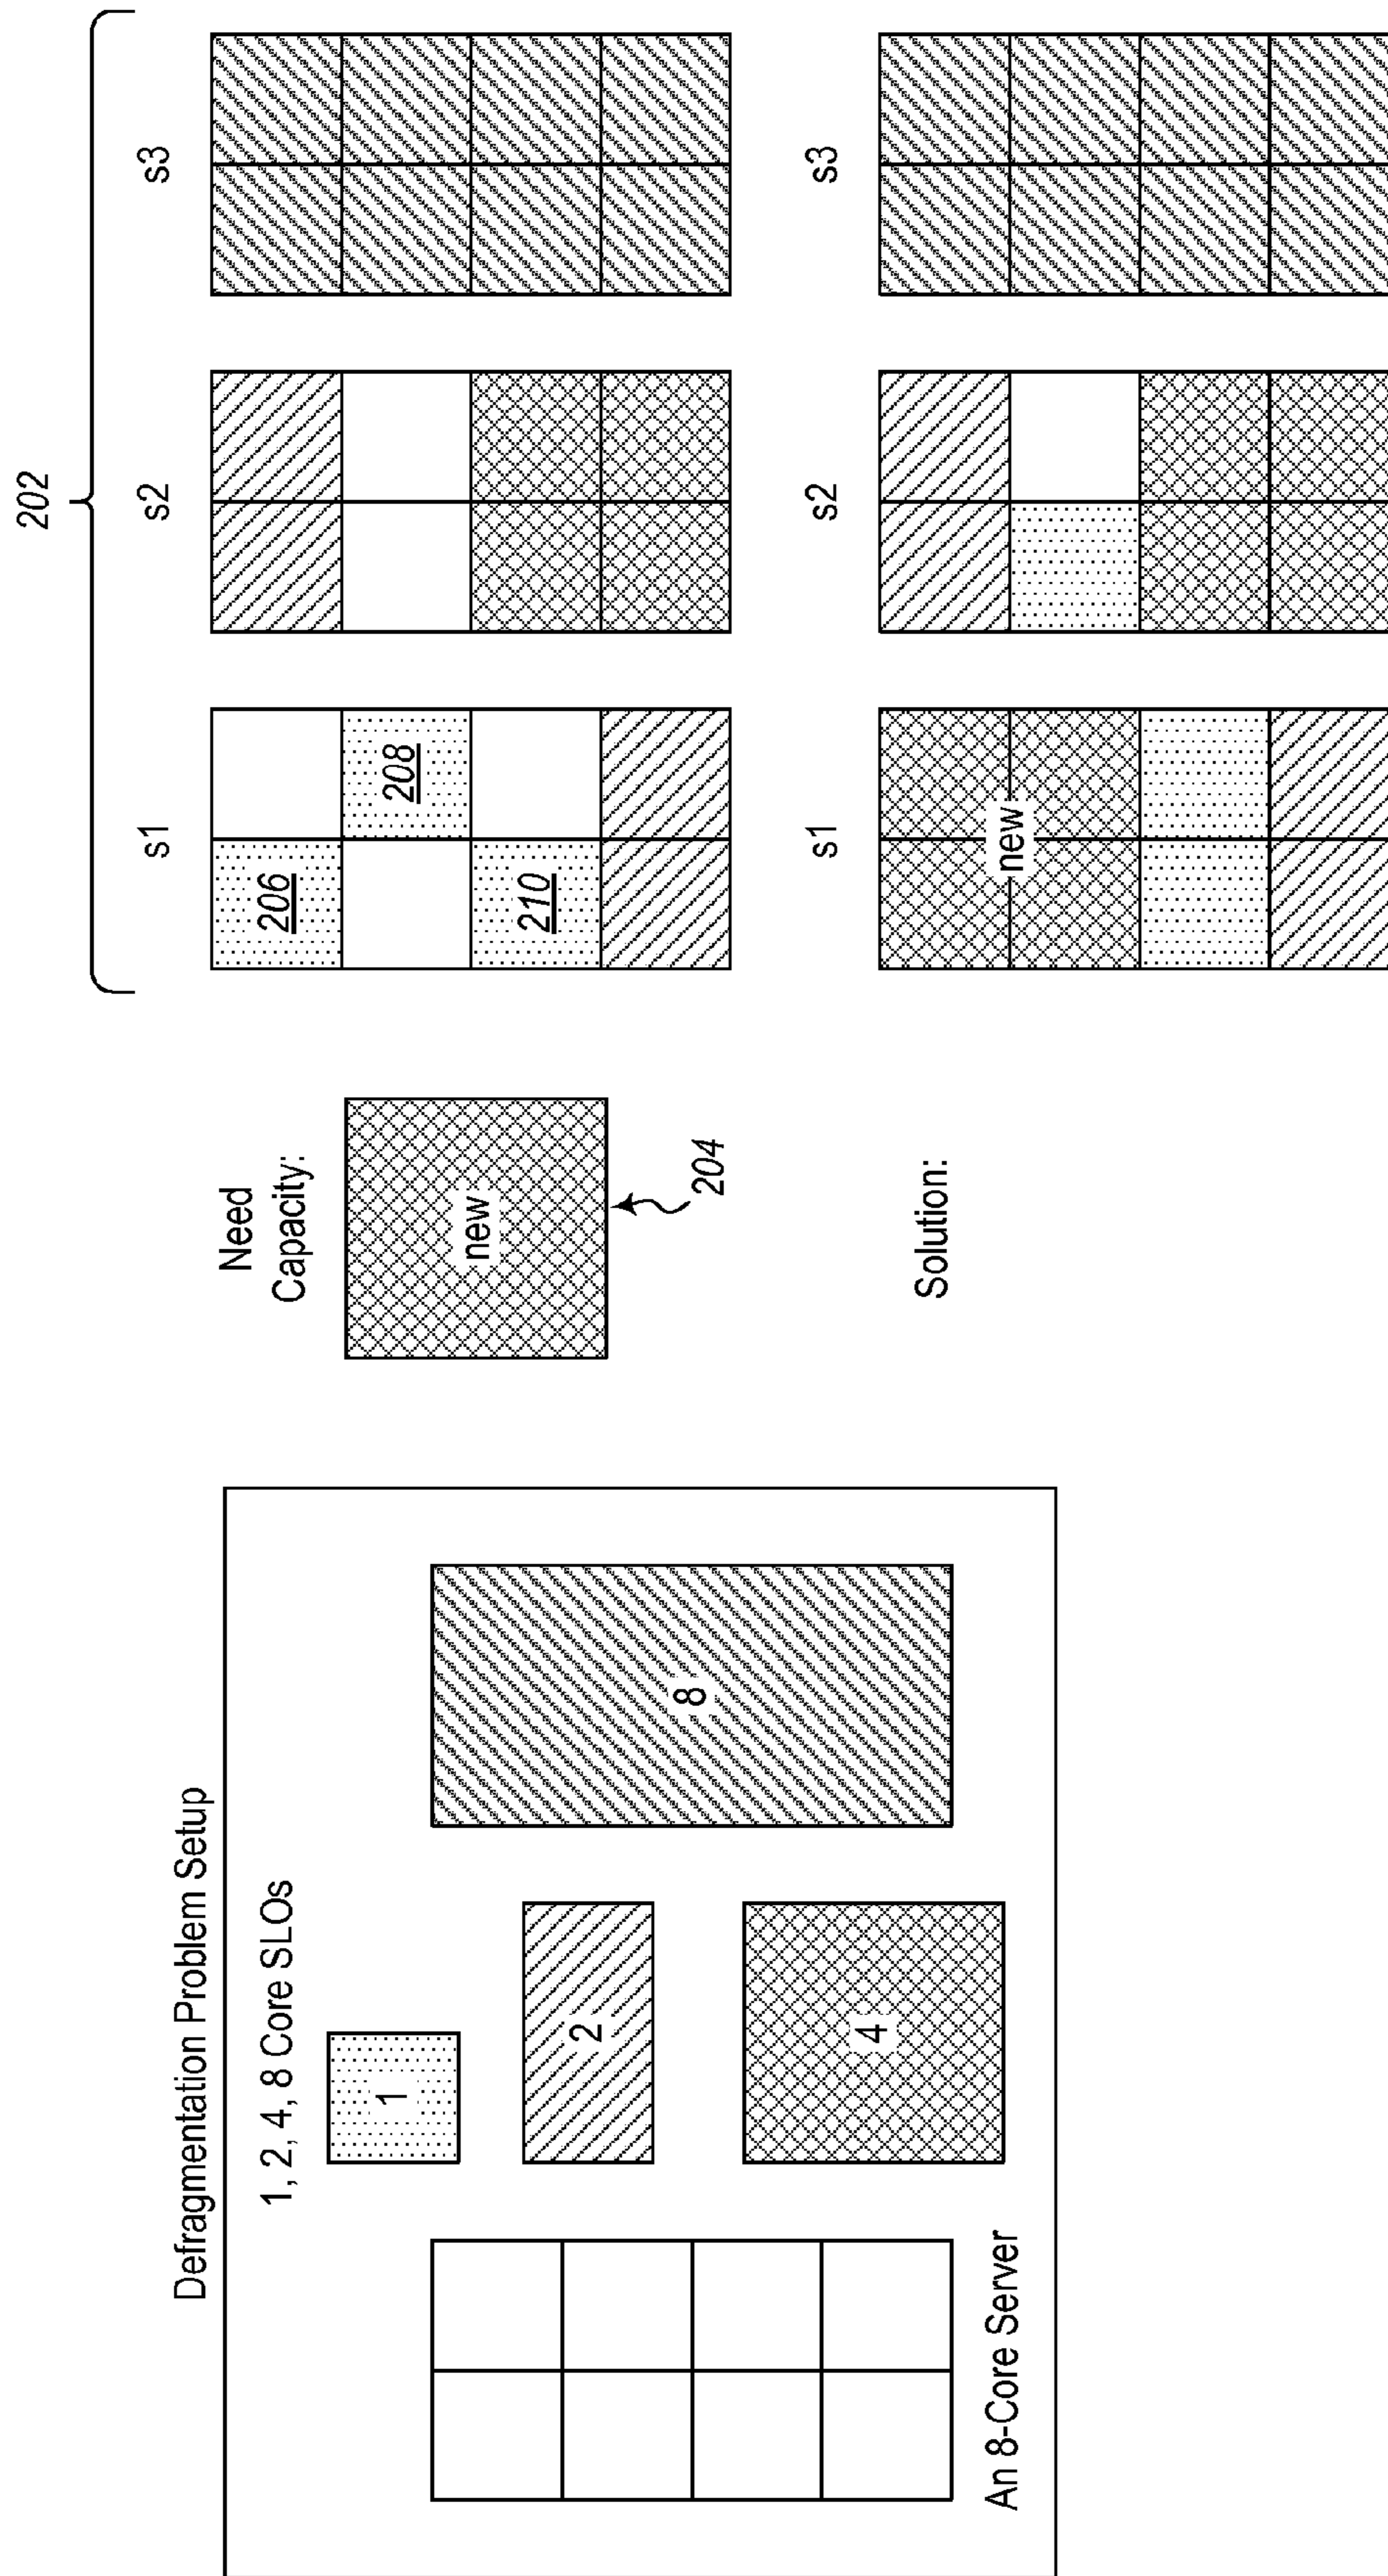 Defragmentation Problem Setup
1, 2, 4, 8 Core SLOs
1
2
4
8
An 8-Core Server
Need
Capacity:
new
204
202
s1
s2
s3
206
208
210
Solution:
s1
s2
s3
new